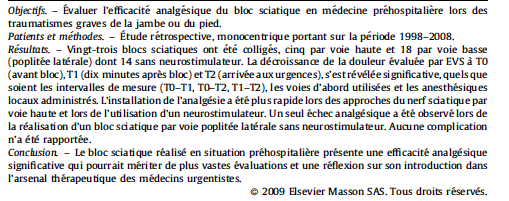 Objectifs. – Évaluer l'efficacité analgésique du bloc sciatique en médecine préhospitalière lors des
traumatismes graves de la jambe ou du pied.
Patients et méthodes. – Étude rétrospective, monocentrique portant sur la période 1998–2008.
Résultats. – Vingt-trois blocs sciatiques ont été colligés, cinq par voie haute et 18 par voie basse
(poplitée latérale) dont 14 sans neurostimulateur. La décroissance de la douleur évaluée par EVS à T0
(avant bloc), T1 (dix minutes après bloc) et T2 (arrivée aux urgences), s'est révélée significative, quels que
soient les intervalles de mesure (T0–T1, T0–T2, T1–T2), les voies d'abord utilisées et les anesthésiques
locaux administrés. L'installation de l'analgésie a été plus rapide lors des approches du nerf sciatique par
voie haute et lors de l'utilisation d'un neurostimulateur. Un seul échec analgésique a été observé lors de
la réalisation d'un bloc sciatique par voie poplitée latérale sans neurostimulateur. Aucune complication
n'a été rapportée.
Conclusion. – Le bloc sciatique réalisé en situation préhospitalière présente une efficacité analgésique
significatif qui pourrait mériter de plus vastes évaluations et une réflexion sur son introduction dans
l'arsenal thérapeutique des médecins urgentistes.
© 2009 Elsevier Masson SAS. Tous droits réservés.